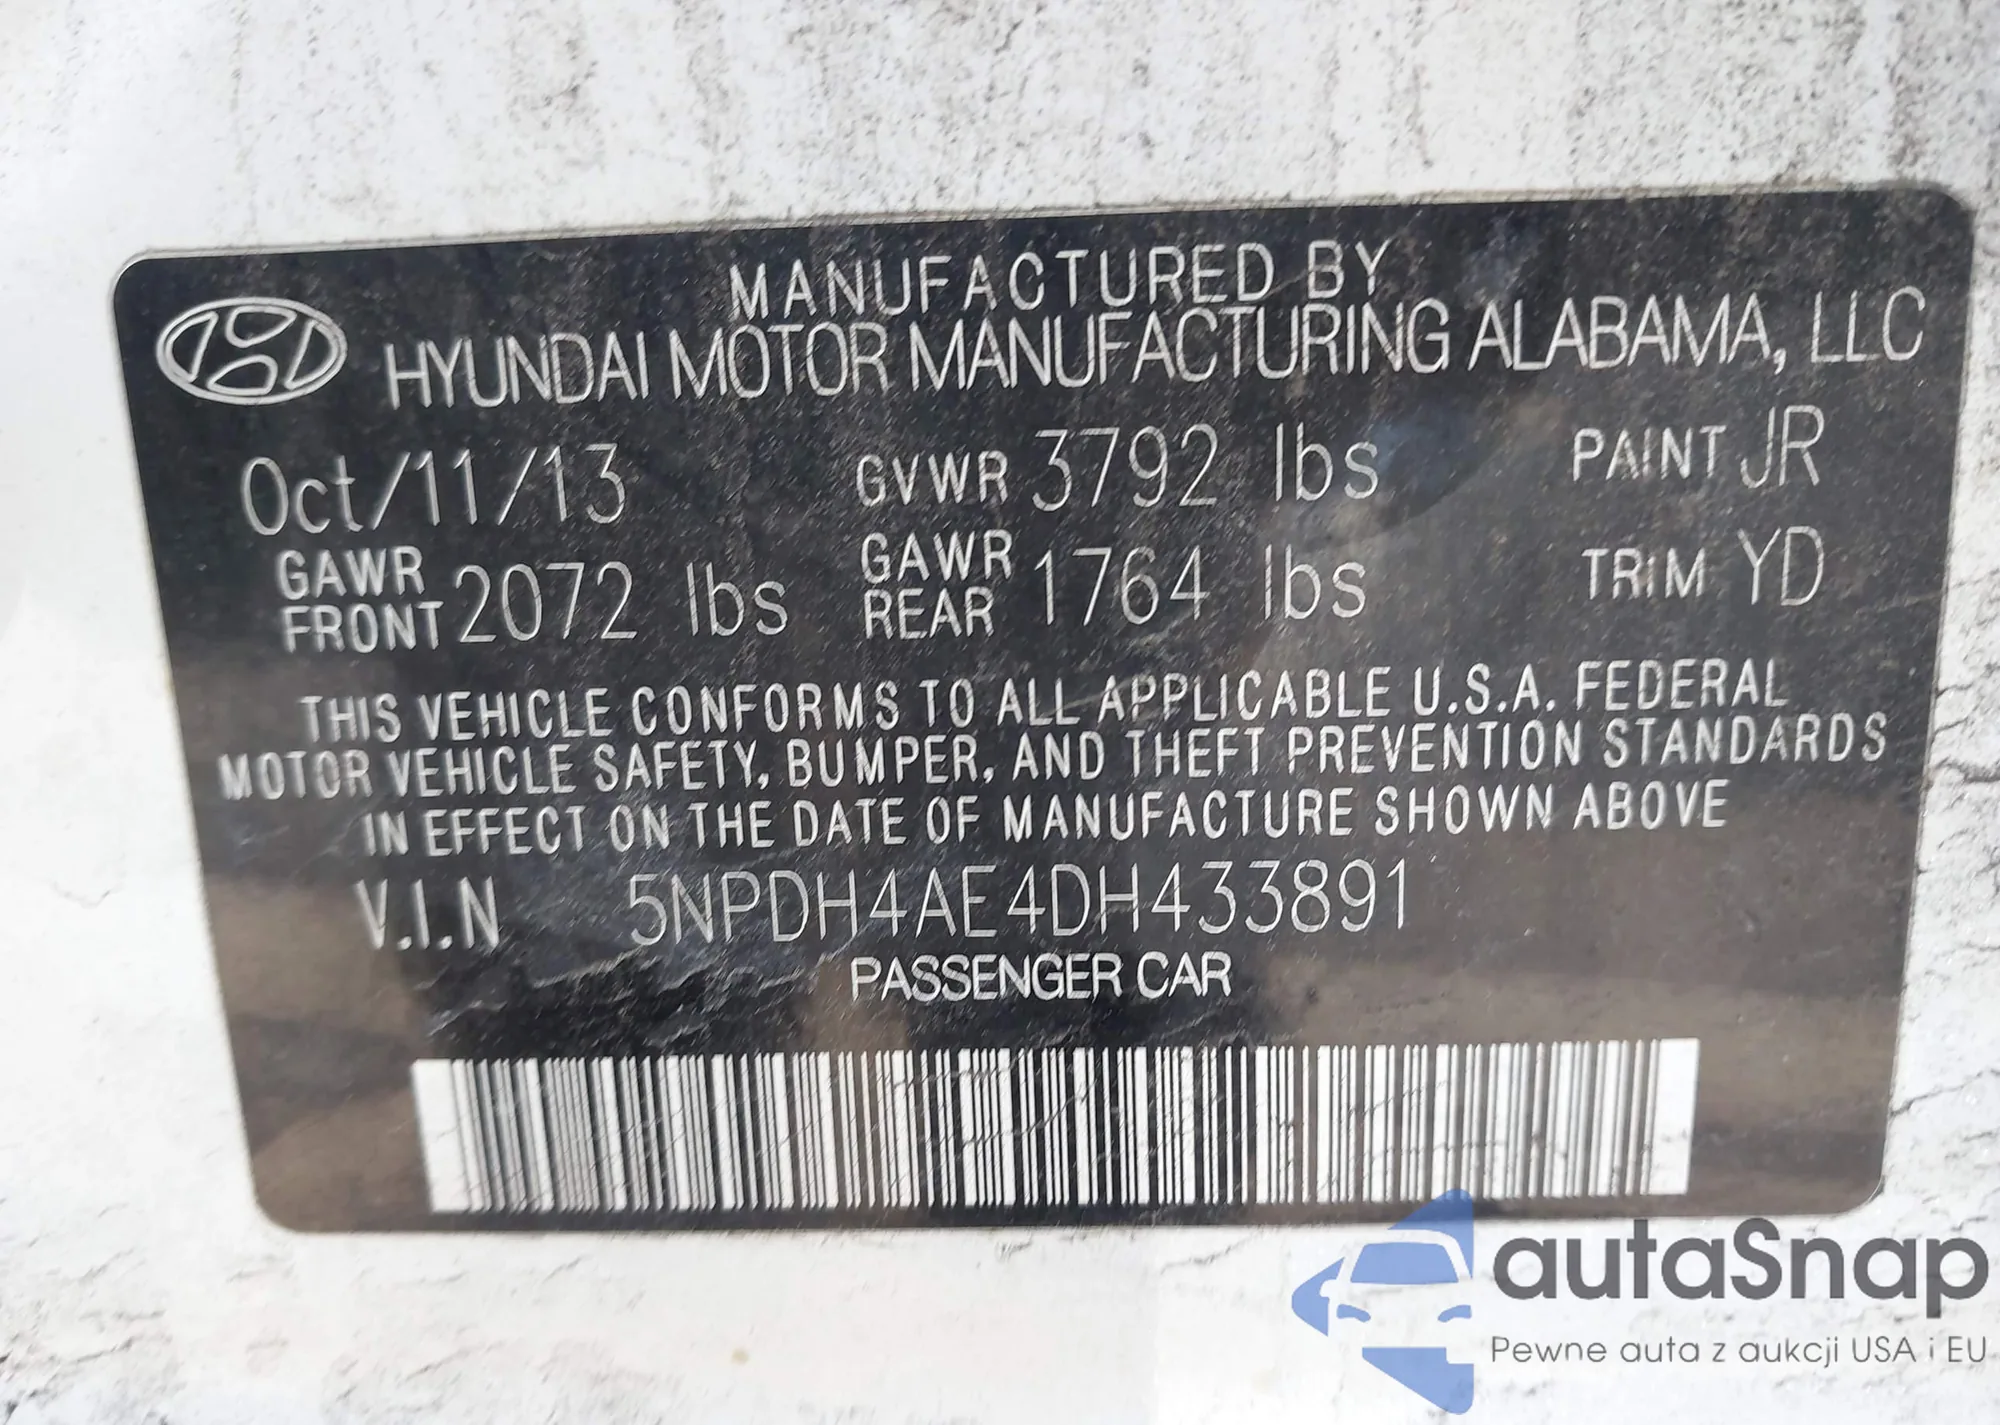 MANUFACTURED BY
HYUNDAI MOTOR MANUFACTURING ALABAMA, LLC
Oct/11/13 GVWR 3792 lbs PAINT JR
GAWR FRONT 2072 lbs GAWR REAR 1764 lbs TRIM YD
THIS VEHICLE CONFORMS TO ALL APPLICABLE U.S.A. FEDERAL
MOTOR VEHICLE SAFETY, BUMPER, AND THEFT PREVENTION STANDARDS
IN EFFECT ON THE DATE OF MANUFACTURE SHOWN ABOVE
V.I.N 5NPDH4AE4DH433891
PASSENGER CAR
autaSnap
Pewne auta z aukcji USA i EU